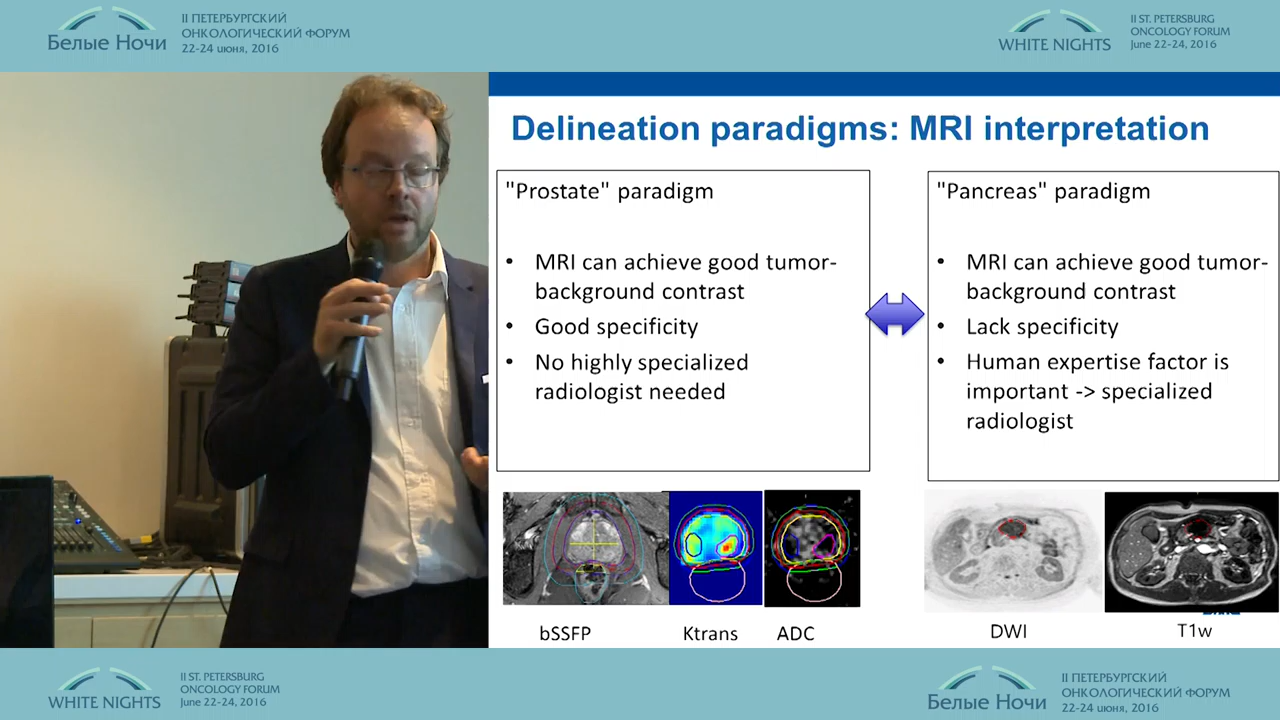 Белые Ночи
II ПЕТЕРБУРГСКИЙ
ОНКОЛОГИЧЕСКИЙ ФОРУМ
22-24 июня, 2016
WHITE NIGHTS
II ST. PETERSBURG
ONCOLOGY FORUM
June 22-24, 2016
Delineation paradigms: MRI interpretation
"Prostate" paradigm
• MRI can achieve good tumor-
background contrast
• Good specificity
• No highly specialized
radiologist needed
"Pancreas" paradigm
• MRI can achieve good tumor-
background contrast
• Lack specificity
• Human expertise factor is
important -> specialized
radiologist
bSSFP
Ktrans
ADC
DWI
T1w
WHITE NIGHTS
II ST. PETERSBURG
ONCOLOGY FORUM
June 22-24, 2016
Белые Ночи
II ПЕТЕРБУРГСКИЙ
ОНКОЛОГИЧЕСКИЙ ФОРУМ
22-24 июня, 2016